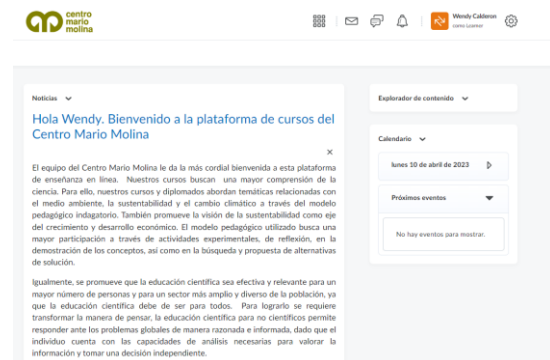 centro
mario
molina
Wendy Calderon
como Learner
Noticias
Hola Wendy. Bienvenido a la plataforma de cursos del
Centro Mario Molina
×
El equipo del Centro Mario Molina le da la más cordial bienvenida a esta plataforma
de enseñanza en línea. Nuestros cursos buscan una mayor comprensión de la
ciencia. Para ello, nuestros cursos y diplomados abordan temáticas relacionadas con
el medio ambiente, la sustentabilidad y el cambio climático a través del modelo
pedagógico indagatorio. También promueve la visión de la sustentabilidad como eje
del crecimiento y desarrollo económico. El modelo pedagógico utilizado busca una
mayor participación a través de actividades experimentales, de reflexión, en la
demostración de los conceptos, así como en la búsqueda y propuesta de alternativas
de solución.
Igualmente, se promueve que la educación científica sea efectiva y relevante para un
mayor número de personas y para un sector más amplio y diverso de la población, ya
que la educación científica debe de ser para todos. Para lograrlo se requiere
transformar la manera de pensar, la educación científica para no científicos permite
responder ante los problemas globales de manera razonada e informada, dado que el
individuo cuenta con las capacidades de análisis necesarias para valorar la
información y tomar una decisión independiente.
Explorador de contenido
Calendario
lunes 10 de abril de 2023
Próximos eventos
No hay eventos para mostrar.